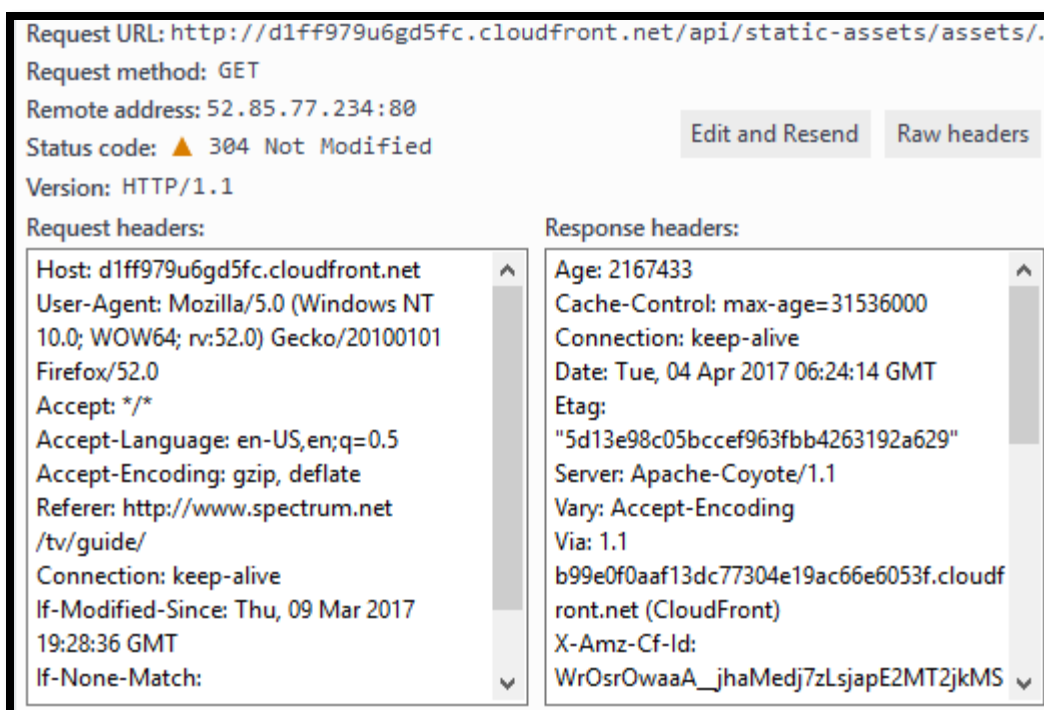 Request URL: http://d1ff979u6gd5fc.cloudfront.net/api/static-assets/assets/.
Request method: GET
Remote address: 52.85.77.234:80
Status code: 304 Not Modified
Edit and Resend
Raw headers
Version: HTTP/1.1
Request headers:
Host: d1ff979u6gd5fc.cloudfront.net
User-Agent: Mozilla/5.0 (Windows NT
10.0; WOW64; rv:52.0) Gecko/20100101
Firefox/52.0
Accept: */*
Accept-Language: en-US,en;q=0.5
Accept-Encoding: gzip, deflate
Referer: http://www.spectrum.net
/tv/guide/
Connection: keep-alive
If-Modified-Since: Thu, 09 Mar 2017
19:28:36 GMT
If-None-Match:
Response headers:
Age: 2167433
Cache-Control: max-age=31536000
Connection: keep-alive
Date: Tue, 04 Apr 2017 06:24:14 GMT
Etag:
"5d13e98c05bccef963fbb4263192a629"
Server: Apache-Coyote/1.1
Vary: Accept-Encoding
Via: 1.1
b99e0f0aaf13dc77304e19ac66e6053f.cloudf
ront.net (CloudFront)
X-Amz-Cf-Id:
WrOsrOwaaA__jhaMedj7zLsjapE2MT2jkMS